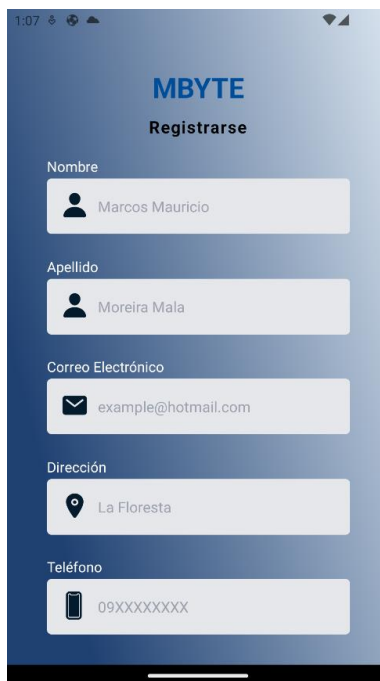 1:07
MBYTE
Registrarse
Nombre
Marcos Mauricio
Apellido
Moreira Mala
Correo Electrónico
example@hotmail.com
Dirección
La Floresta
Teléfono
09XXXXXXXX